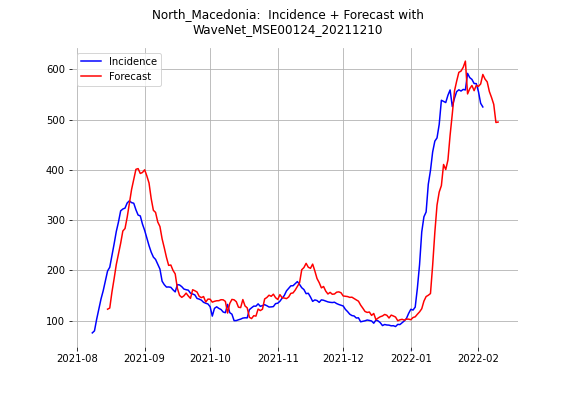 North_Macedonia:  Incidence + Forecast with
WaveNet_MSE00124_20211210
Incidence
Forecast
600
500
400
300
200
100
2021-08 2021-09 2021-10 2021-11 2021-12 2022-01 2022-02